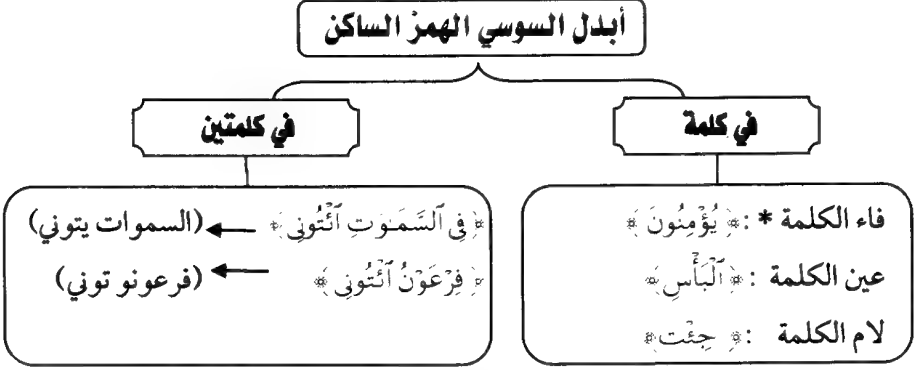 أبدل السوسي الهمز الساكن
في كلمة
في كلمتين
فاء الكلمة * : ﴿ يُؤْمِنُونَ ﴾
عين الكلمة : ﴿ ٱلْبَأْسِ ﴾
لام الكلمة : ﴿ جِئْتَ ﴾
﴿ فِى ٱلسَّمَـٰوَٰتِ ٱئْتُونِى ﴾ ← (السموات يتوني)
﴿ فِرْعَوْنُ ٱئْتُونِى ﴾ ← (فرعونو توني)